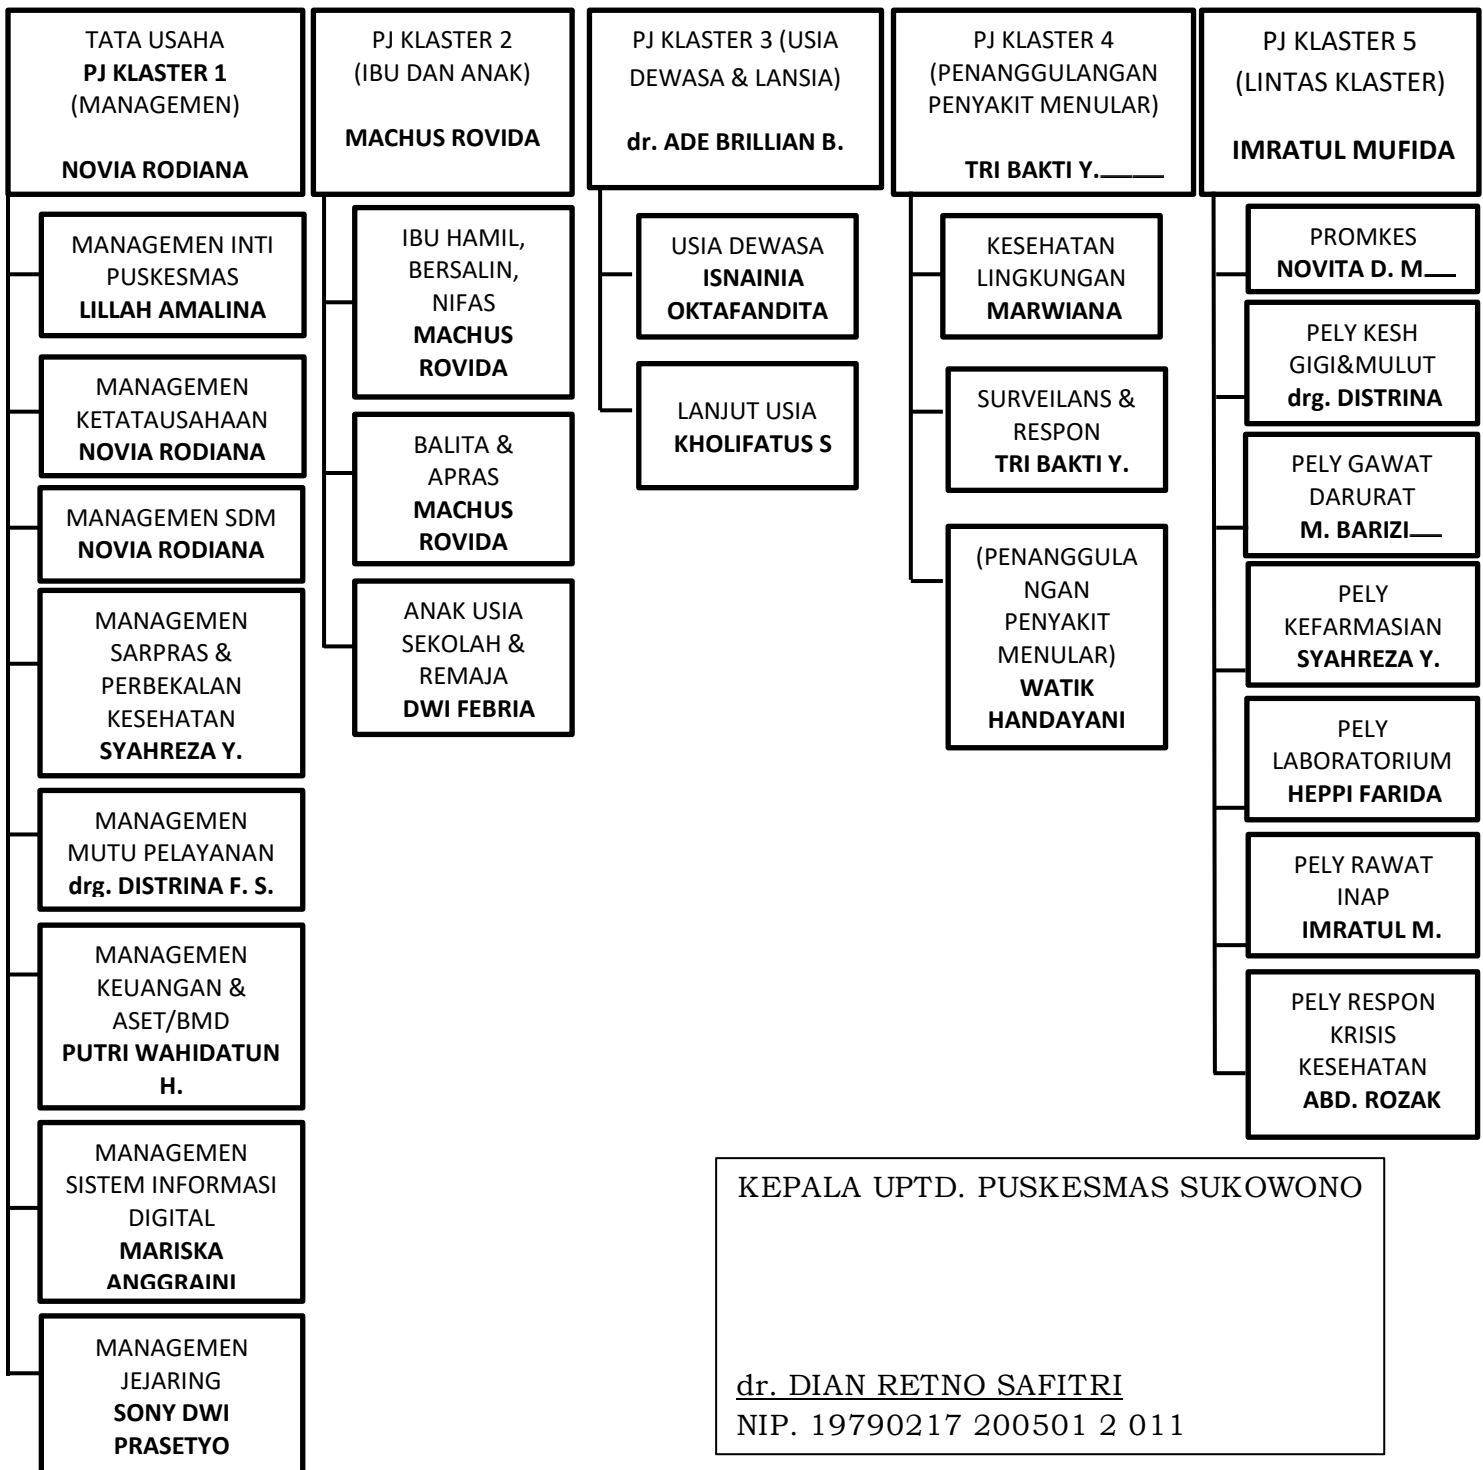 TATA USAHA
PJ KLASTER 1
(MANAGEMEN)
NOVIA RODIANA
MANAGEMEN INTI
PUSKESMAS
LILLAH AMALINA
MANAGEMEN
KETATAUSAHAAN
NOVIA RODIANA
MANAGEMEN SDM
NOVIA RODIANA
MANAGEMEN
SARPRAS &
PERBEKALAN
KESEHATAN
SYAHREZA Y.
MANAGEMEN
MUTU PELAYANAN
drg. DISTRINA F. S.
MANAGEMEN
KEUANGAN &
ASET/BMD
PUTRI WAHIDATUN
H.
MANAGEMEN
SISTEM INFORMASI
DIGITAL
MARISKA
ANGGRAINI
MANAGEMEN
JEJARING
SONY DWI
PRASETYO
PJ KLASTER 2
(IBU DAN ANAK)
MACHUS ROVIDA
IBU HAMIL,
BERSALIN,
NIFAS
MACHUS
ROVIDA
BALITA &
APRAS
MACHUS
ROVIDA
ANAK USIA
SEKOLAH &
REMAJA
DWI FEBRIA
PJ KLASTER 3 (USIA
DEWASA & LANSIA)
dr. ADE BRILLIAN B.
USIA DEWASA
ISNAINIA
OKTAFANDITA
LANJUT USIA
KHOLIFATUS S
PJ KLASTER 4
(PENANGGULANGAN
PENYAKIT MENULAR)
TRI BAKTI Y.
KESEHATAN
LINGKUNGAN
MARWIANA
SURVEILANS &
RESPON
TRI BAKTI Y.
(PENANGGULA
NGAN
PENYAKIT
MENULAR)
WATIK
HANDAYANI
PJ KLASTER 5
(LINTAS KLASTER)
IMRATUL MUFIDA
PROMKES
NOVITA D. M
PELY KESH
GIGI&MULUT
drg. DISTRINA
PELY GAWAT
DARURAT
M. BARIZI
PELY
KEFARMASIAN
SYAHREZA Y.
PELY
LABORATORIUM
HEPPI FARIDA
PELY RAWAT
INAP
IMRATUL M.
PELY RESPON
KRISIS
KESEHATAN
ABD. ROZAK
KEPALA UPTD. PUSKESMAS SUKOWONO
dr. DIAN RETNO SAFITRI
NIP. 19790217 200501 2 011